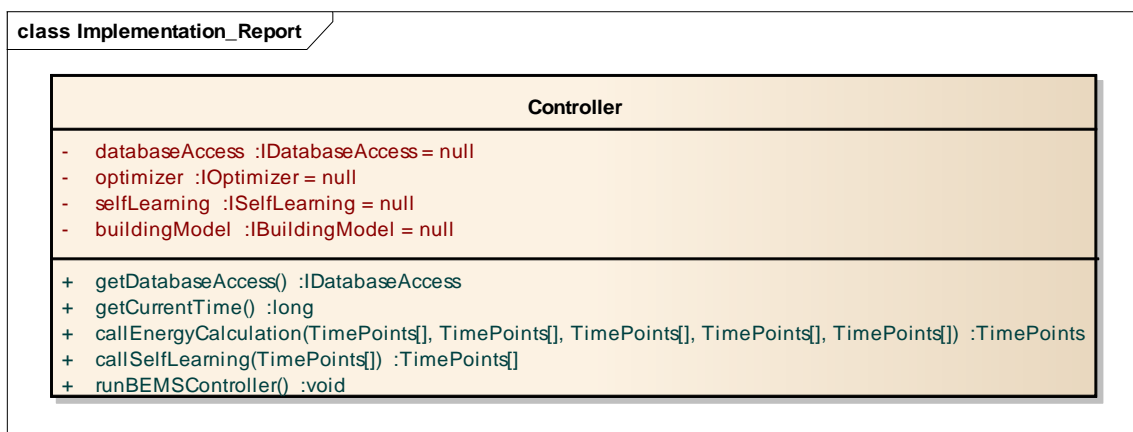 class Implementation_Report
Controller
- databaseAccess :IDatabaseAccess = null
- optimizer :IOptimizer = null
- selfLearning :ISelfLearning = null
- buildingModel :IBuildingModel = null
+ getDatabaseAccess() :IDatabaseAccess
+ getCurrentTime() :long
+ callEnergyCalculation(TimePoints[], TimePoints[], TimePoints[], TimePoints[], TimePoints[]) :TimePoints
+ callSelfLearning(TimePoints[]) :TimePoints[]
+ runBEMSController() :void